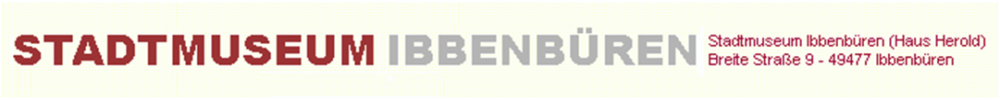 STADTMUSEUM IBBENBÜREN
Stadtmuseum Ibbenbüren (Haus Herold)
Breite Straße 9 - 49477 Ibbenbüren